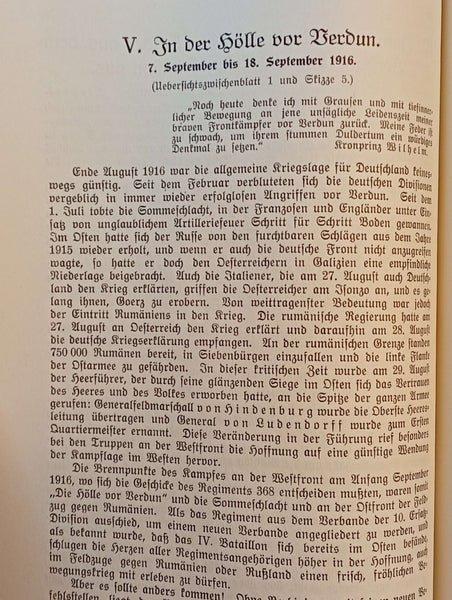 V. In der Hölle vor Verdun.
7. September bis 18. September 1916.
(Uebersichtszwischenblatt 1 und Skizze 5.)
„Noch heute denke ich mit Grausen und mit tiefinner-
licher Bewegung an jene unsägliche Leidenszeit meiner
braven Frontkämpfer vor Verdun zurück. Meine Feder ist
zu schwach, um ihrem stummen Duldertum ein würdiges
Denkmal zu setzen.“ Kronprinz Wilhelm.
Ende August 1916 war die allgemeine Kriegslage für Deutschland keines-
wegs günstig. Seit dem Februar verbluteten sich die deutschen Divisionen
vergeblich in immer wieder erfolglosen Angriffen vor Verdun. Seit dem
1. Juli tobte die Sommeschlacht, in der Franzosen und Engländer unter Ein-
satz von unglaublichem Artilleriefeuer Schritt für Schritt Boden gewannen.
Im Osten hatte sich der Russe von den furchtbaren Schlägen aus dem Jahre
1915 wieder erholt, und wenn er auch die deutsche Front nicht anzugreifen
wagte, so hatte er doch den Oesterreichern in Galizien eine empfindliche
Niederlage beigebracht. Auch die Italiener, die am 27. August auch Deutsch-
land den Krieg erklärten, griffen die Oesterreicher am Isonzo an, und es ge-
lang ihnen, Goerz zu erobern. Von weittragendster Bedeutung war jedoch
der Eintritt Rumäniens in den Krieg. Die rumänische Regierung hatte am
27. August an Oesterreich den Krieg erklärt und daraufhin am 28. August
die deutsche Kriegserklärung empfangen. An der rumänischen Grenze standen
750 000 Rumänen bereit, in Siebenbürgen einzufallen und die linke Flanke
der Ostarmee zu gefährden. In dieser kritischen Zeit wurde am 29. August
der Heerführer, der durch seine glänzenden Siege im Osten sich das Vertrauen
des Heeres und des Volkes erworben hatte, an die Spitze der ganzen Armee
gerufen: Generalfeldmarschall von Hindenburg wurde die Oberste Heeres-
leitung übertragen und General von Ludendorff wurde zum Ersten
Quartiermeister ernannt. Diese Veränderung in der Führung rief besonders
bei den Truppen an der Westfront die Hoffnung auf eine günstige Wendung
der Kampflage im Westen hervor.
Die Brennpunkte des Kampfes an der Westfront am Anfang September
1916, wo sich die Geschicke des Regiments 368 entscheiden mußten, waren somit
„Die Hölle vor Verdun“ und die Sommeschlacht und an der Ostfront der Feld-
zug gegen Rumänien. Als das Regiment aus dem Verbande der 10. Ersatz-
Division ausschied, um einem neuen Verbande angegliedert zu werden, und
als bekannt wurde, daß das IV. Bataillon sich bereits im Osten befände,
schlugen die Herzen aller Regimentsangehörigen höher in der Hoffnung, auch
im Feldzuge gegen Rumänien oder Rußland einen frisch, fröhlichen Be-
wegungskrieg mit erleben zu dürfen.
Aber es sollte anders kommen!